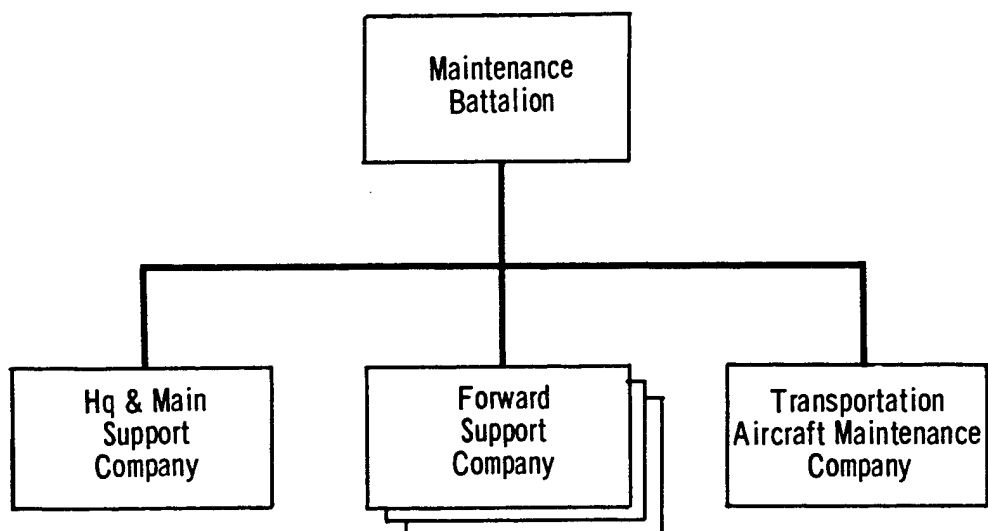 Maintenance
Battalion
Hq & Main
Support
Company
Forward
Support
Company
Transportation
Aircraft Maintenance
Company